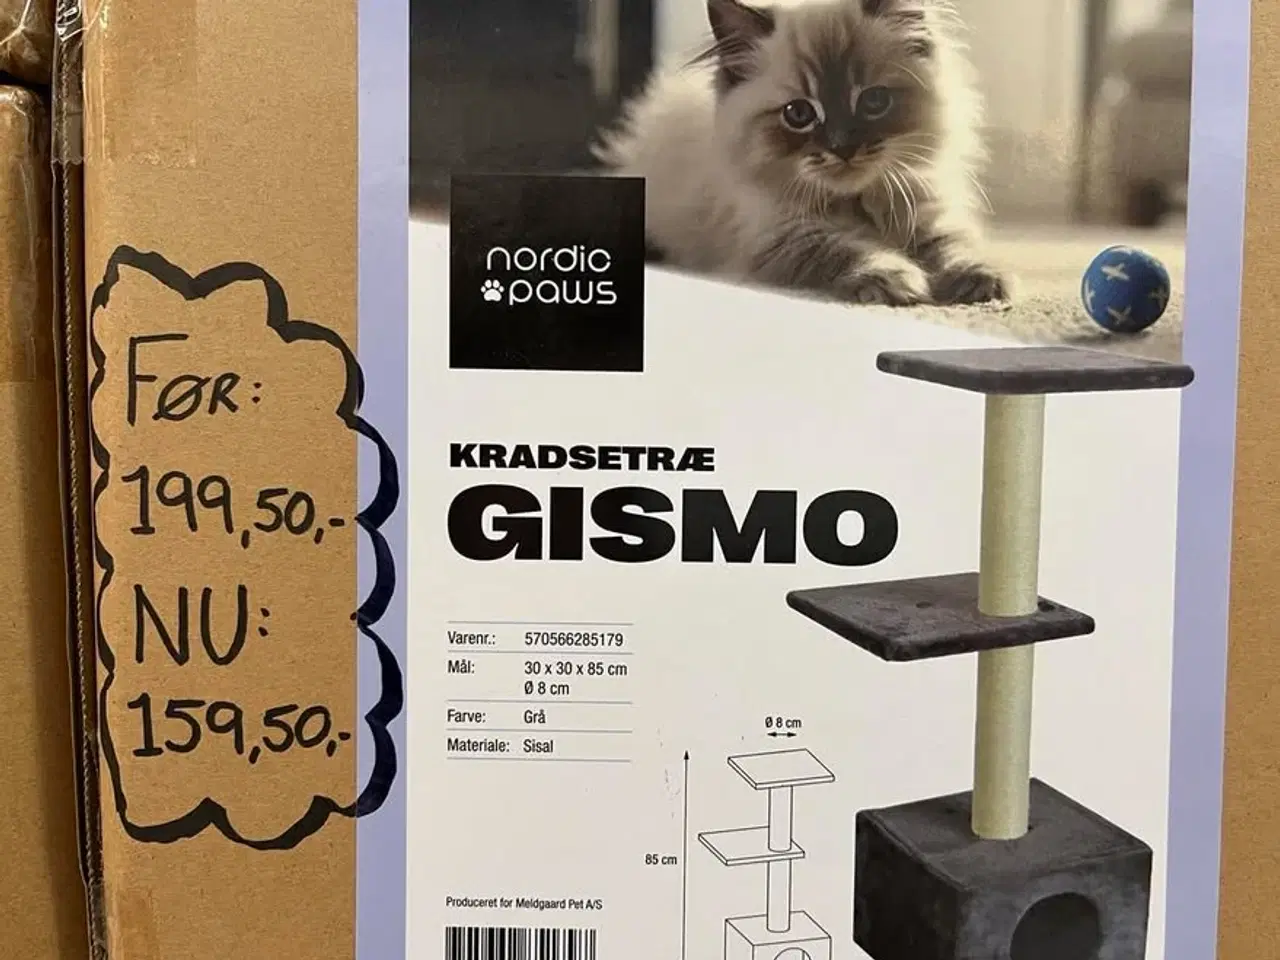 nordic
paws
FØR:
199,50,-
NU:
159,50,-
KRADSETRÆ
GISMO
Varenr.: 570566285179
Mål: 30 x 30 x 85 cm
Ø 8 cm
Farve: Grå
Materiale: Sisal
Ø 8 cm
85 cm
Produceret for Meldgaard Pet A/S